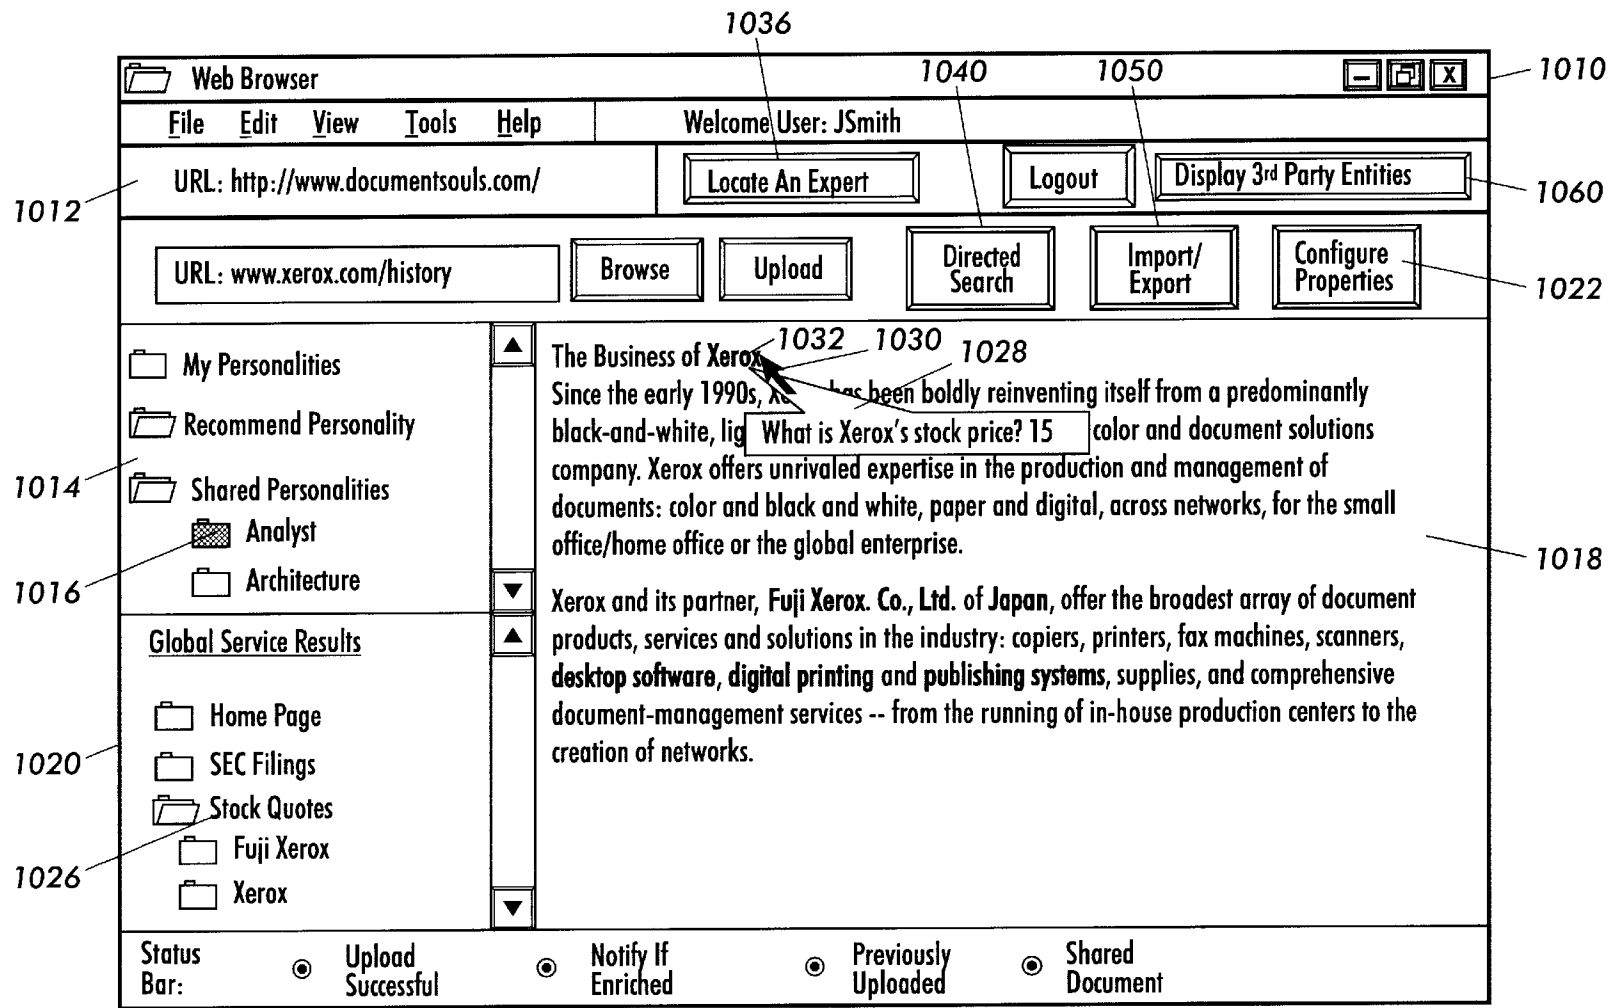 1036
Web Browser
1040
1050
1010
File Edit View Tools Help
Welcome User: JSmith
URL: http://www.documentsouls.com/
Locate An Expert
Logout
Display 3rd Party Entities
1012
1060
URL: www.xerox.com/history
Browse
Upload
Directed
Search
Import/
Export
Configure
Properties
1022
My Personalities
Recommend Personality
1014
Shared Personalities
Analyst
1016
Architecture
Global Service Results
Home Page
1020
SEC Filings
Stock Quotes
Fuji Xerox
1026
Xerox
1032
1030
1028
The Business of Xerox
Since the early 1990s, has been boldly reinventing itself from a predominantly
black-and-white, color and document solutions
What is Xerox's stock price? 15
company. Xerox offers unrivaled expertise in the production and management of
documents: color and black and white, paper and digital, across networks, for the small
office/home office or the global enterprise.
1018
Xerox and its partner, Fuji Xerox. Co., Ltd. of Japan, offer the broadest array of document
products, services and solutions in the industry: copiers, printers, fax machines, scanners,
desktop software, digital printing and publishing systems, supplies, and comprehensive
document-management services -- from the running of in-house production centers to the
creation of networks.
Status
Bar:
Upload
Successful
Notify If
Enriched
Previously
Uploaded
Shared
Document